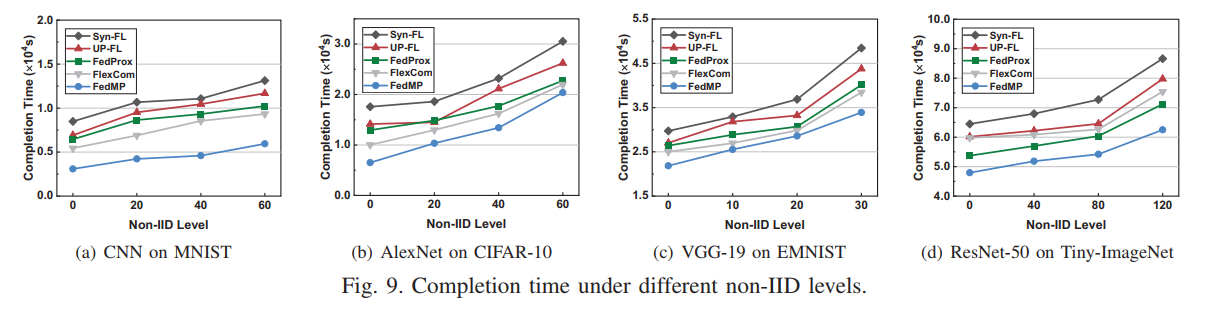 2.0
1.5
1.0
0.5
0.0
Completion Time (×10⁴s)
Syn-FL
UP-FL
FedProx
FlexCom
FedMP
0 20 40 60
Non-IID Level
(a) CNN on MNIST
3.0
2.0
1.0
0.0
Completion Time (×10⁴s)
Syn-FL
UP-FL
FedProx
FlexCom
FedMP
0 20 40 60
Non-IID Level
(b) AlexNet on CIFAR-10
5.5
4.5
3.5
2.5
1.5
Completion Time (×10⁴s)
Syn-FL
UP-FL
FedProx
FlexCom
FedMP
0 10 20 30
Non-IID Level
(c) VGG-19 on EMNIST
10.0
9.0
8.0
7.0
6.0
5.0
4.0
Completion Time (×10⁴s)
Syn-FL
UP-FL
FedProx
FlexCom
FedMP
0 40 80 120
Non-IID Level
(d) ResNet-50 on Tiny-ImageNet
Fig. 9. Completion time under different non-IID levels.